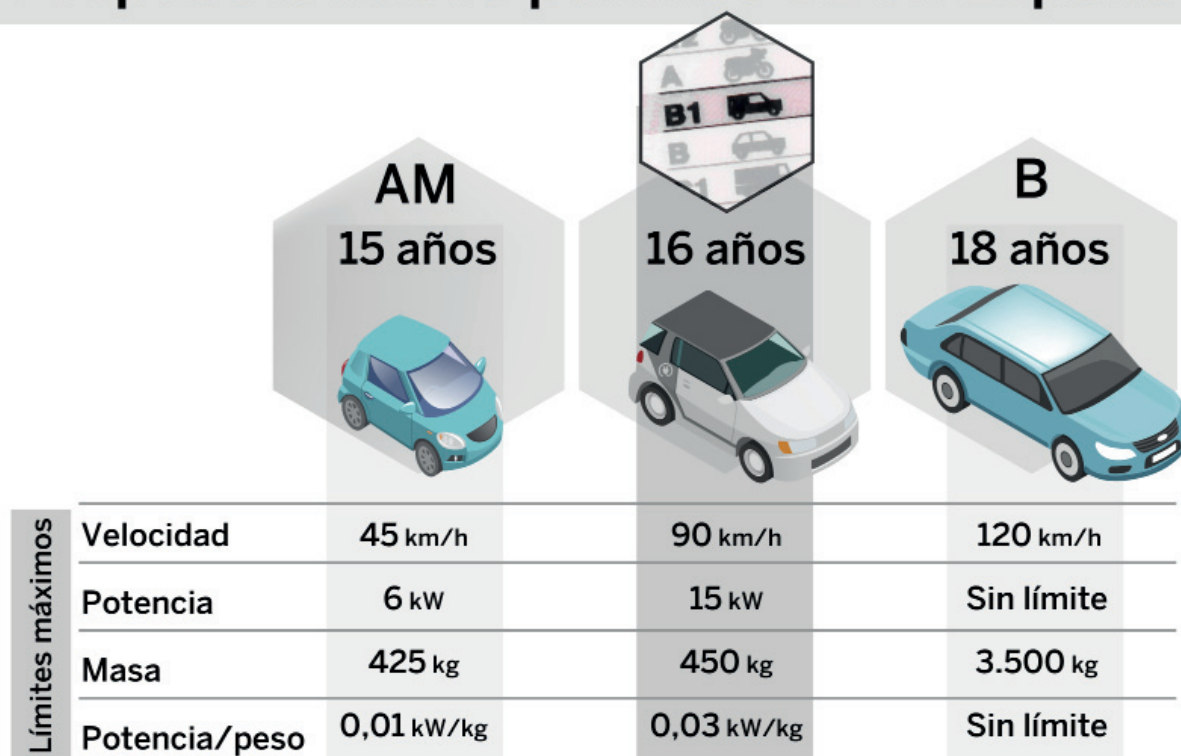 A
B1
B
AM
15 años
16 años
B
18 años
Límites máximos
Velocidad 45 km/h 90 km/h 120 km/h
Potencia 6 kW 15 kW Sin límite
Masa 425 kg 450 kg 3.500 kg
Potencia/peso 0,01 kW/kg 0,03 kW/kg Sin límite